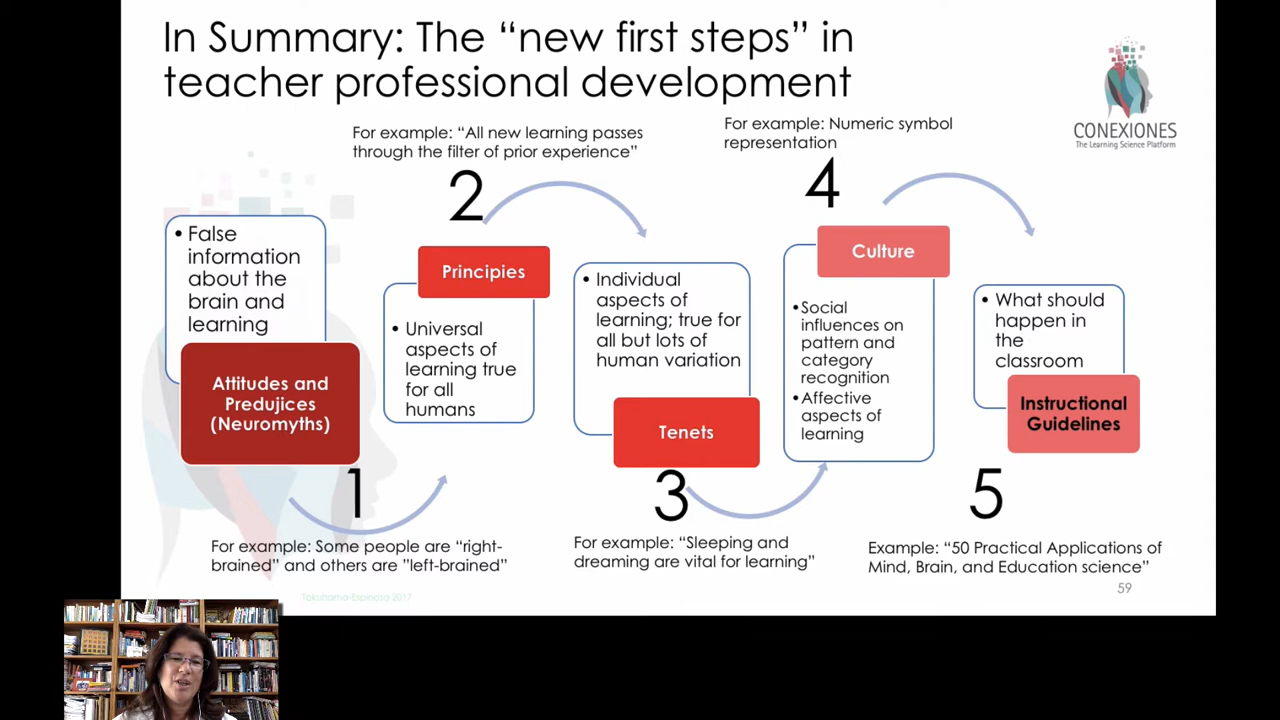 In Summary: The “new first steps” in
teacher professional development
CONEXIONES
The Learning Science Platform
For example: “All new learning passes
through the filter of prior experience”
For example: Numeric symbol
representation
• False
information
about the
brain and
learning
Attitudes and
Predujices
(Neuromyths)
1
For example: Some people are “right-
brained” and others are “left-brained”
2
Principies
• Universal
aspects of
learning true
for all
humans
• Individual
aspects of
learning; true for
all but lots of
human variation
Tenets
3
For example: “Sleeping and
dreaming are vital for learning”
4
Culture
•Social
influences on
pattern and
category
recognition
•Affective
aspects of
learning
• What should
happen in
the
classroom
Instructional
Guidelines
5
Example: “50 Practical Applications of
Mind, Brain, and Education science”
Tokuhama-Espinosa 2017
59